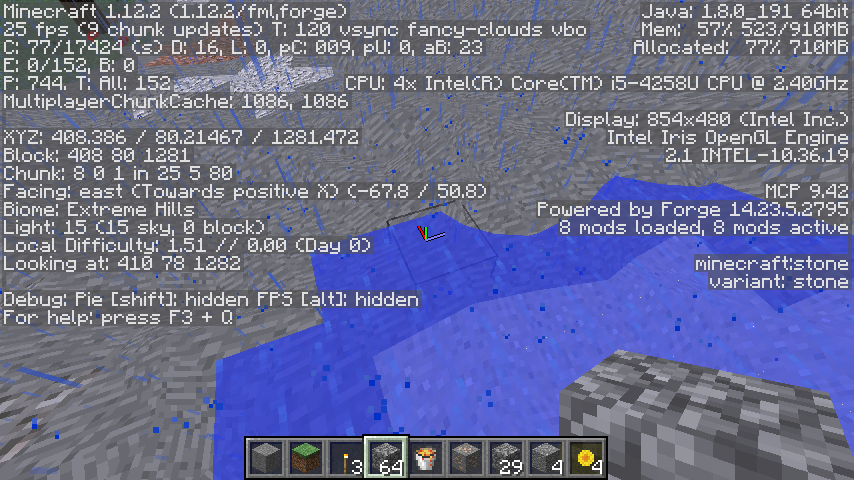 Minecraft 1.12.2 (1.12.2/fml,forge)
25 fps (9 chunk updates) T: 120 vsync fancy-clouds vbo
C: 77/17424 (s) D: 16, L: 0, pC: 009, pU: 0, aB: 23
E: 0/152, B: 0
P: 744. T: All: 152
MultiplayerChunkCache: 1086, 1086
XYZ: 408.386 / 80.21467 / 1281.472
Block: 408 80 1281
Chunk: 8 0 1 in 25 5 80
Facing: east (Towards positive X) (-67.8 / 50.8)
Biome: Extreme Hills
Light: 15 (15 sky, 0 block)
Local Difficulty: 1.51 // 0.00 (Day 0)
Looking at: 410 78 1282
Debug: Pie [shift]: hidden FPS [alt]: hidden
For help: press F3 + Q
Java: 1.8.0_191 64bit
Mem: 57% 523/910MB
Allocated: 77% 710MB
CPU: 4x Intel(R) Core(TM) i5-4258U CPU @ 2.40GHz
Display: 854x480 (Intel Inc.)
Intel Iris OpenGL Engine
2.1 INTEL-10.36.19
MCP 9.42
Powered by Forge 14.23.5.2795
8 mods loaded, 8 mods active
minecraft:stone
variant: stone
3 64 29 4 4